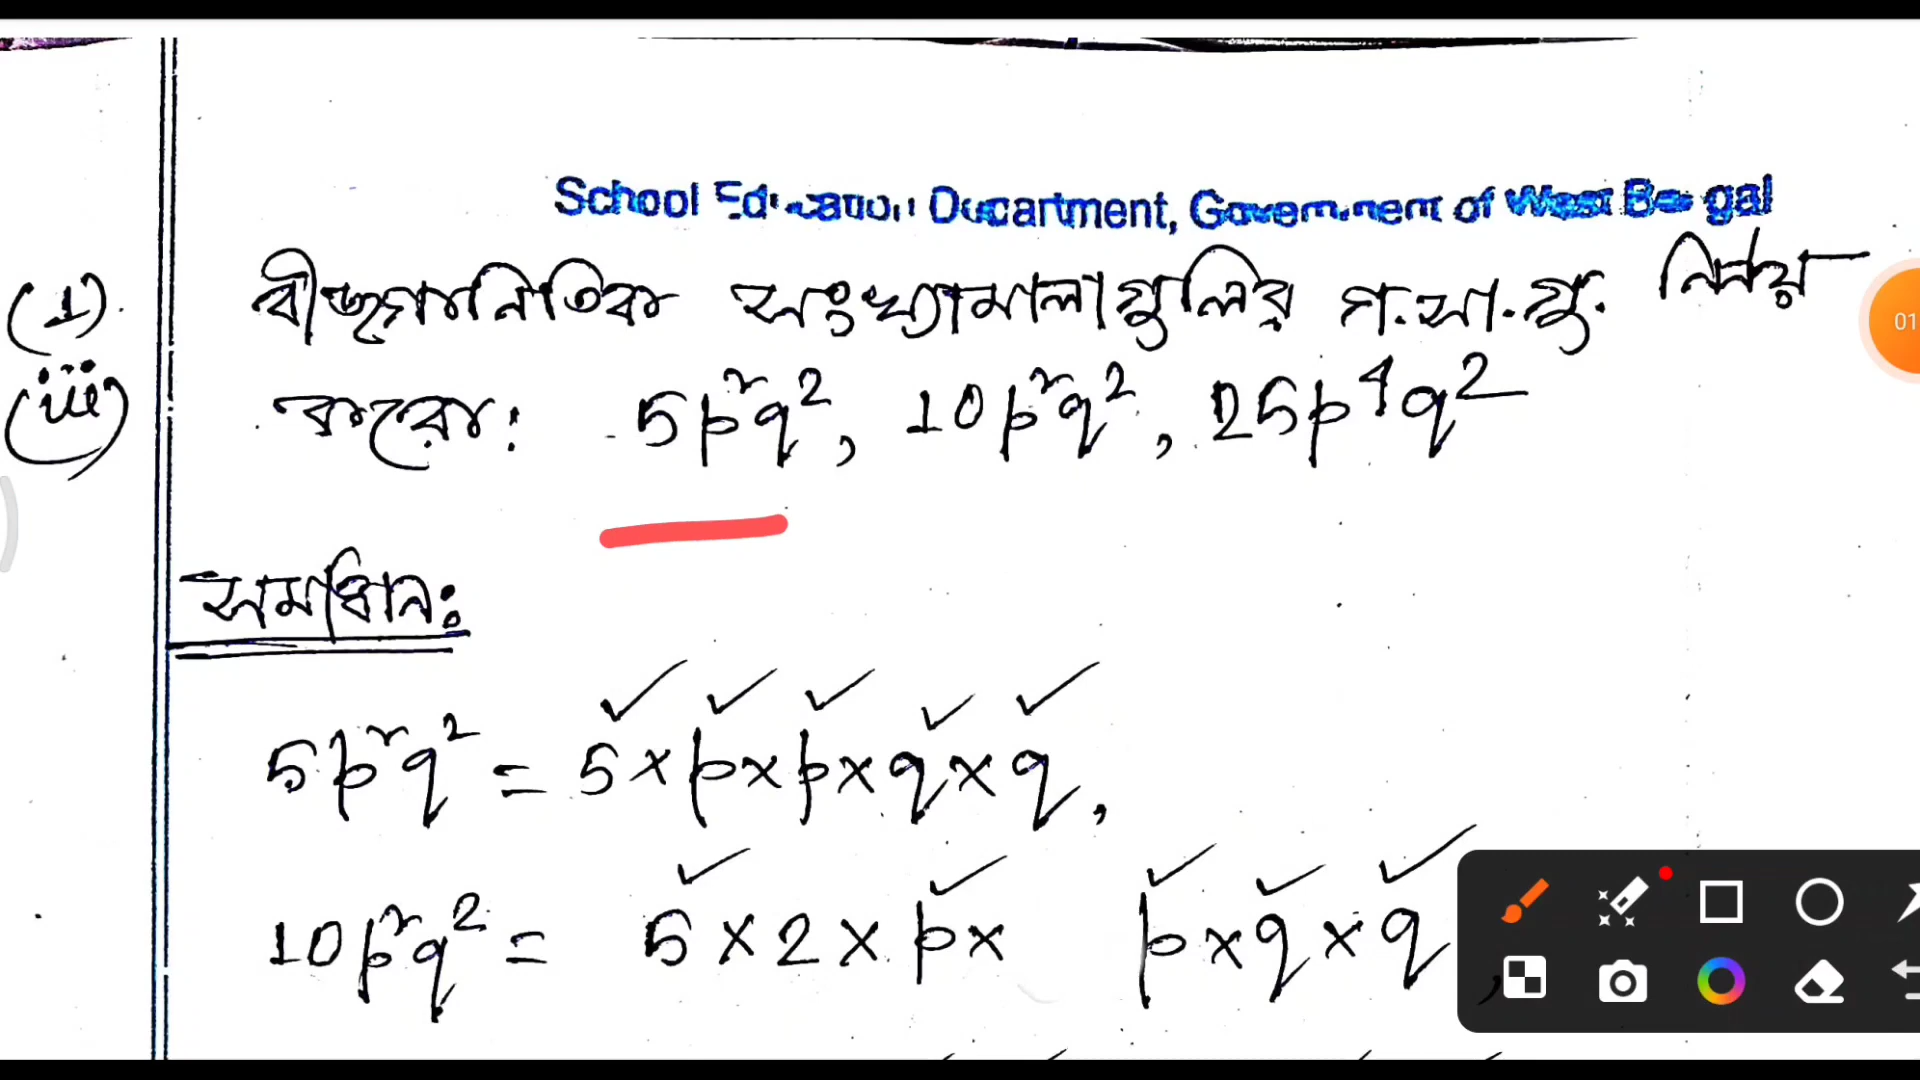 School Education Department, Government of West Bengal
(1). বীজগানিতিক সংখ্যামালাগুলির গ.সা.গু. নির্ণয়
(iii) করো: 5p²q², 10p²q², 25p⁴q²
সমাধান:
5p²q² = 5×p×p×q×q,
10p²q² = 5×2×p× p×q×q,
01